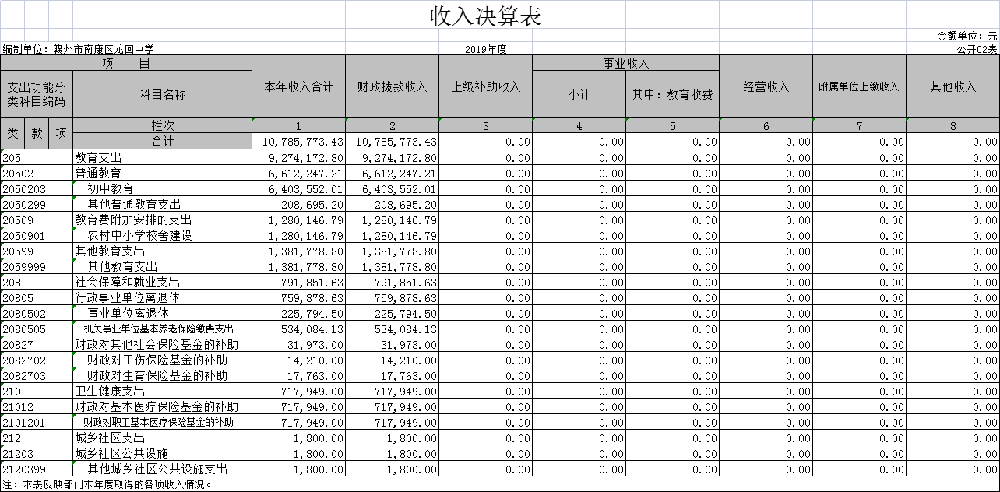 收入决算表
金额单位：元
编制单位：赣州市南康区龙回中学 2019年度 公开02表
项 目 本年收入合计 财政拨款收入 上级补助收入 事业收入 经营收入 附属单位上缴收入 其他收入
支出功能分类科目编码 科目名称 小计 其中：教育收费
类 款 项 栏次 1 2 3 4 5 6 7 8
合计 10,785,773.43 10,785,773.43 0.00 0.00 0.00 0.00 0.00 0.00
205 教育支出 9,274,172.80 9,274,172.80 0.00 0.00 0.00 0.00 0.00 0.00
20502 普通教育 6,612,247.21 6,612,247.21 0.00 0.00 0.00 0.00 0.00 0.00
2050203 初中教育 6,403,552.01 6,403,552.01 0.00 0.00 0.00 0.00 0.00 0.00
2050299 其他普通教育支出 208,695.20 208,695.20 0.00 0.00 0.00 0.00 0.00 0.00
20509 教育费附加安排的支出 1,280,146.79 1,280,146.79 0.00 0.00 0.00 0.00 0.00 0.00
2050901 农村中小学校舍建设 1,280,146.79 1,280,146.79 0.00 0.00 0.00 0.00 0.00 0.00
20599 其他教育支出 1,381,778.80 1,381,778.80 0.00 0.00 0.00 0.00 0.00 0.00
2059999 其他教育支出 1,381,778.80 1,381,778.80 0.00 0.00 0.00 0.00 0.00 0.00
208 社会保障和就业支出 791,851.63 791,851.63 0.00 0.00 0.00 0.00 0.00 0.00
20805 行政事业单位离退休 759,878.63 759,878.63 0.00 0.00 0.00 0.00 0.00 0.00
2080502 事业单位离退休 225,794.50 225,794.50 0.00 0.00 0.00 0.00 0.00 0.00
2080505 机关事业单位基本养老保险缴费支出 534,084.13 534,084.13 0.00 0.00 0.00 0.00 0.00 0.00
20827 财政对其他社会保险基金的补助 31,973.00 31,973.00 0.00 0.00 0.00 0.00 0.00 0.00
2082702 财政对工伤保险基金的补助 14,210.00 14,210.00 0.00 0.00 0.00 0.00 0.00 0.00
2082703 财政对生育保险基金的补助 17,763.00 17,763.00 0.00 0.00 0.00 0.00 0.00 0.00
210 卫生健康支出 717,949.00 717,949.00 0.00 0.00 0.00 0.00 0.00 0.00
21012 财政对基本医疗保险基金的补助 717,949.00 717,949.00 0.00 0.00 0.00 0.00 0.00 0.00
2101201 财政对职工基本医疗保险基金的补助 717,949.00 717,949.00 0.00 0.00 0.00 0.00 0.00 0.00
212 城乡社区支出 1,800.00 1,800.00 0.00 0.00 0.00 0.00 0.00 0.00
21203 城乡社区公共设施 1,800.00 1,800.00 0.00 0.00 0.00 0.00 0.00 0.00
2120399 其他城乡社区公共设施支出 1,800.00 1,800.00 0.00 0.00 0.00 0.00 0.00 0.00
注：本表反映部门本年度取得的各项收入情况。